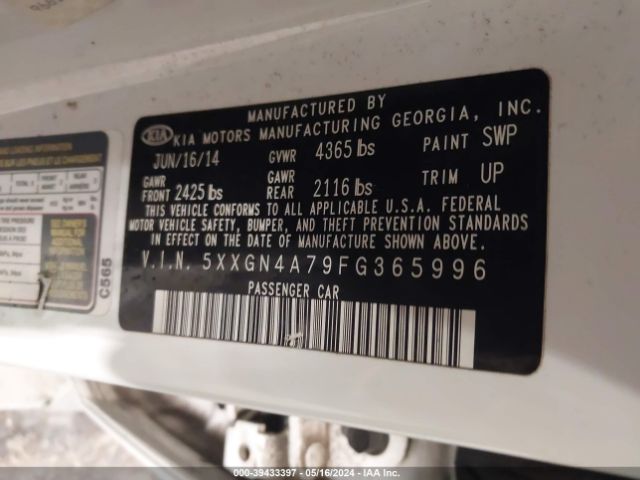 MANUFACTURED BY
KIA KIA MOTORS MANUFACTURING GEORGIA, INC.
JUN/16/14 GVWR 4365 lbs PAINT SWP
GAWR FRONT 2425 lbs GAWR REAR 2116 lbs TRIM UP
THIS VEHICLE CONFORMS TO ALL APPLICABLE U.S.A. FEDERAL
MOTOR VEHICLE SAFETY, BUMPER, AND THEFT PREVENTION STANDARDS
IN EFFECT ON THE DATE OF MANUFACTURE SHOWN ABOVE.
V.I.N. 5XXGN4A79FG365996
PASSENGER CAR
C565
LOADING INFORMATION
000-39433397 - 05/16/2024 - IAA Inc.